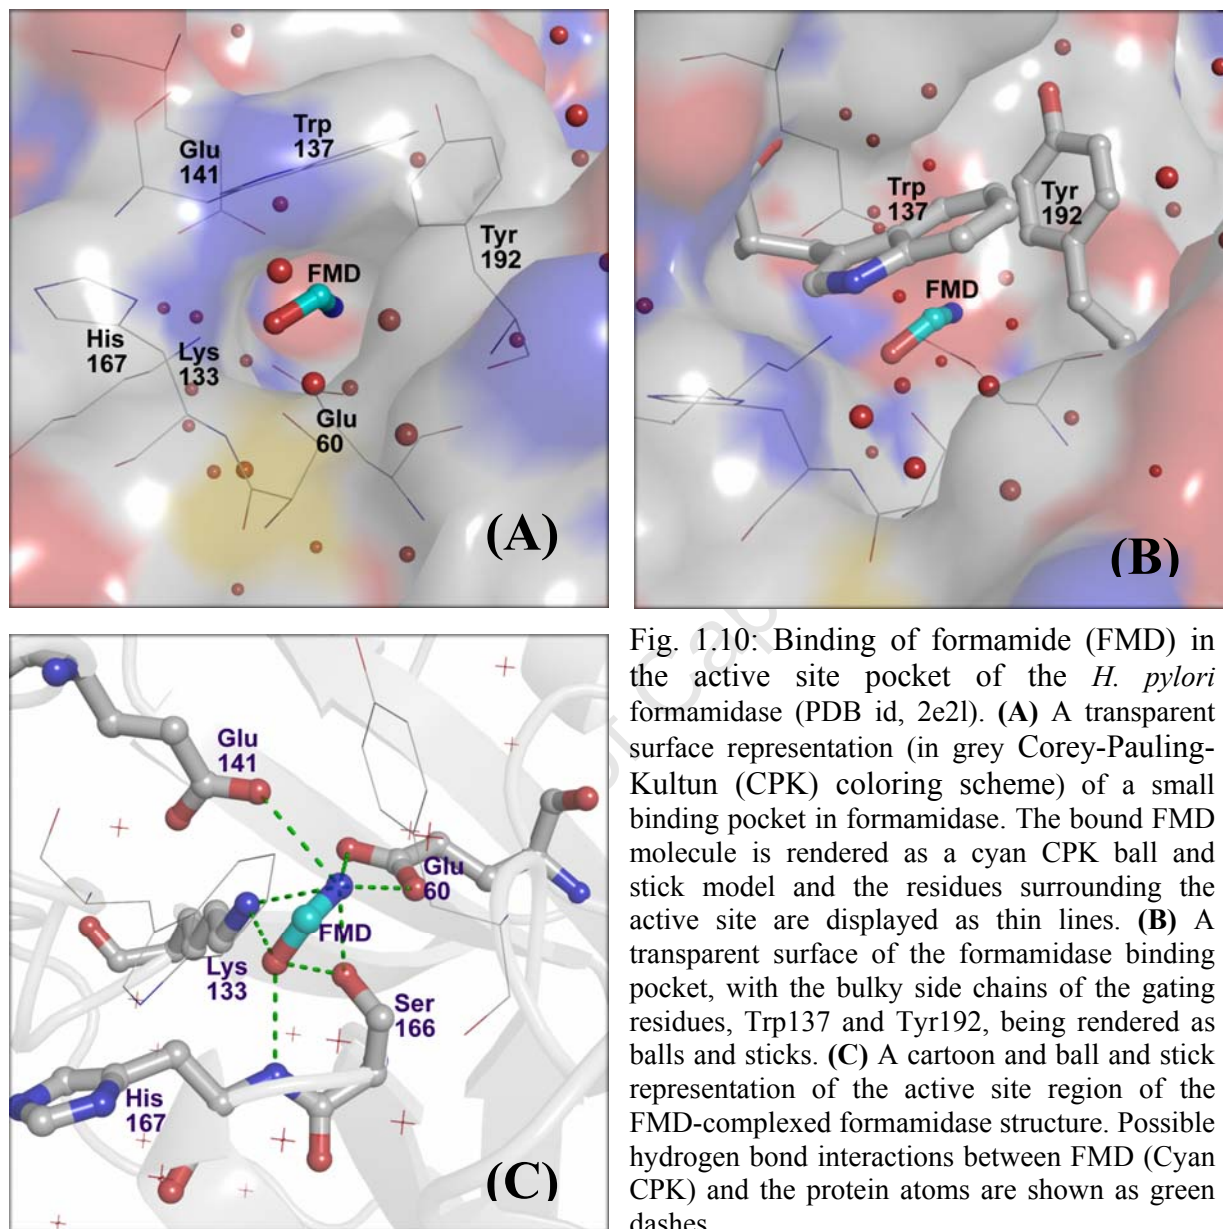 Glu
141
Trp
137
Tyr
192
FMD
His
167
Lys
133
Glu
60
(A)
Trp
137
Tyr
192
FMD
(B)
Glu
141
Glu
60
FMD
Lys
133
Ser
166
His
167
(C)
Fig. 1.10: Binding of formamide (FMD) in
the active site pocket of the H. pylori
formamidase (PDB id, 2e2l). (A) A transparent
surface representation (in grey Corey-Pauling-
Kultun (CPK) coloring scheme) of a small
binding pocket in formamidase. The bound FMD
molecule is rendered as a cyan CPK ball and
stick model and the residues surrounding the
active site are displayed as thin lines. (B) A
transparent surface of the formamidase binding
pocket, with the bulky side chains of the gating
residues, Trp137 and Tyr192, being rendered as
balls and sticks. (C) A cartoon and ball and stick
representation of the active site region of the
FMD-complexed formamidase structure. Possible
hydrogen bond interactions between FMD (Cyan
CPK) and the protein atoms are shown as green
dashes